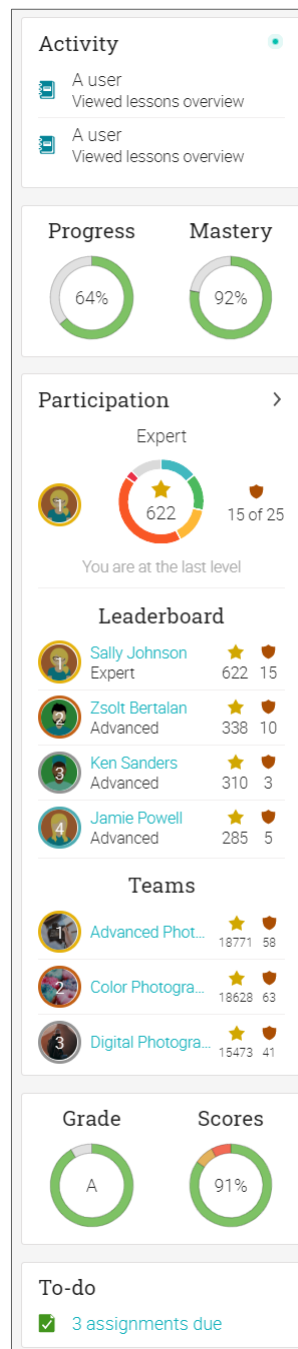 Activity
A user
Viewed lessons overview
A user
Viewed lessons overview
Progress
Mastery
64%
92%
Participation
Expert
1
622
15 of 25
You are at the last level
Leaderboard
1 Sally Johnson
Expert 622 15
2 Zsolt Bertalan
Advanced 338 10
3 Ken Sanders
Advanced 310 3
4 Jamie Powell
Advanced 285 5
Teams
1 Advanced Phot... 18771 58
2 Color Photogra... 18628 63
3 Digital Photogra... 15473 41
Grade
Scores
A
91%
To-do
3 assignments due